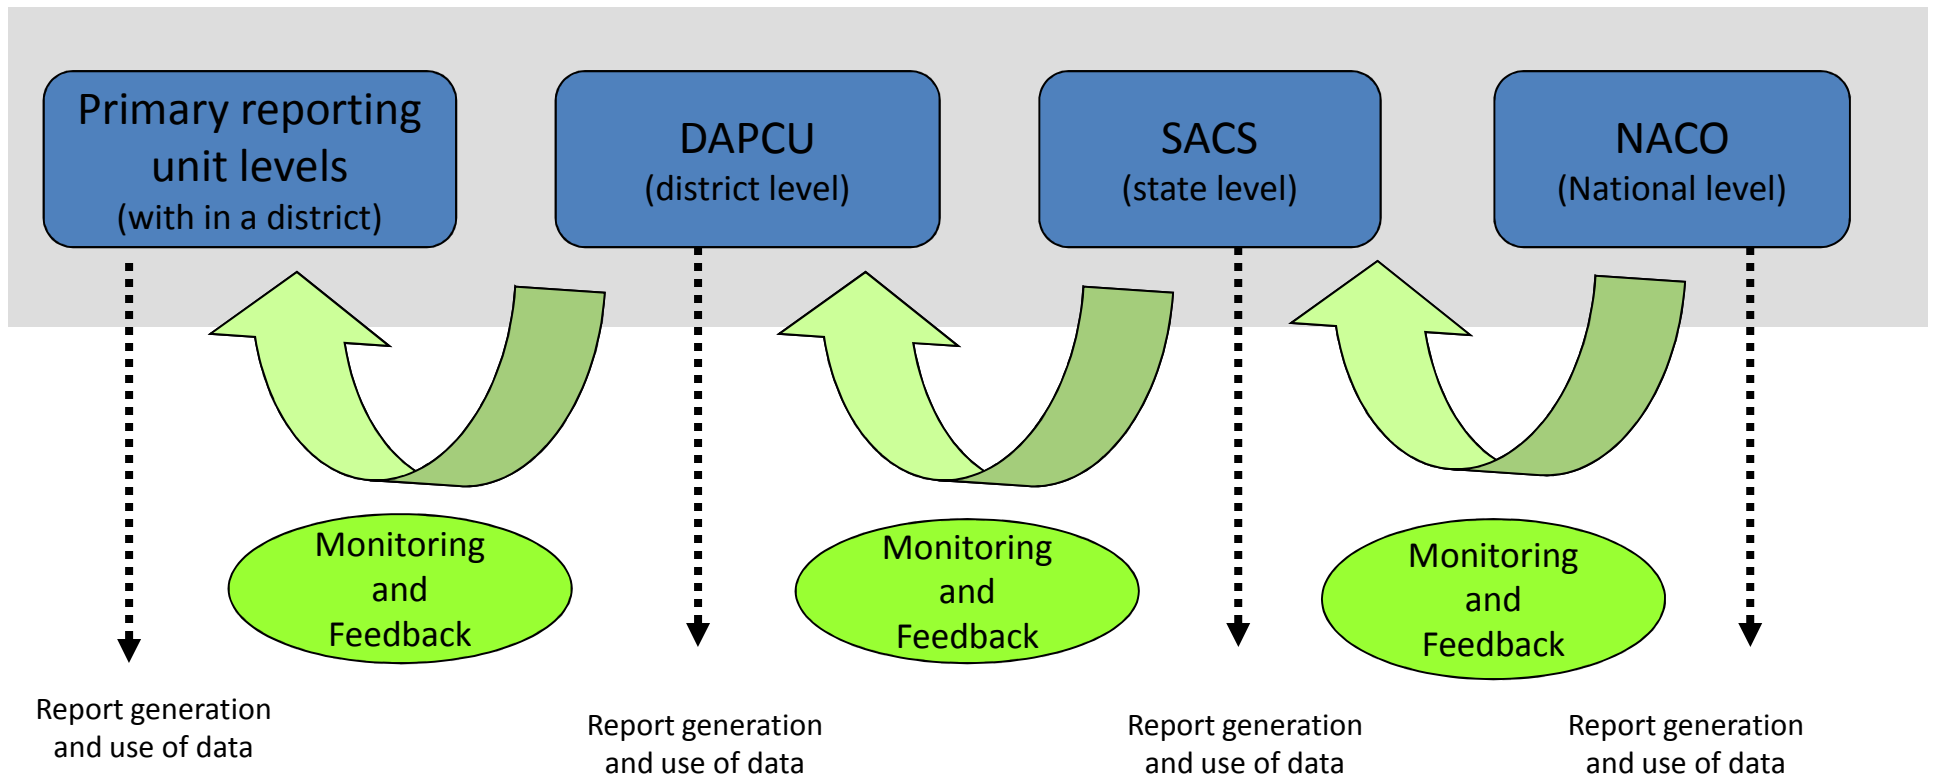 Primary reporting
unit levels
(with in a district)
DAPCU
(district level)
SACS
(state level)
NACO
(National level)
Monitoring
and
Feedback
Monitoring
and
Feedback
Monitoring
and
Feedback
Report generation
and use of data
Report generation
and use of data
Report generation
and use of data
Report generation
and use of data